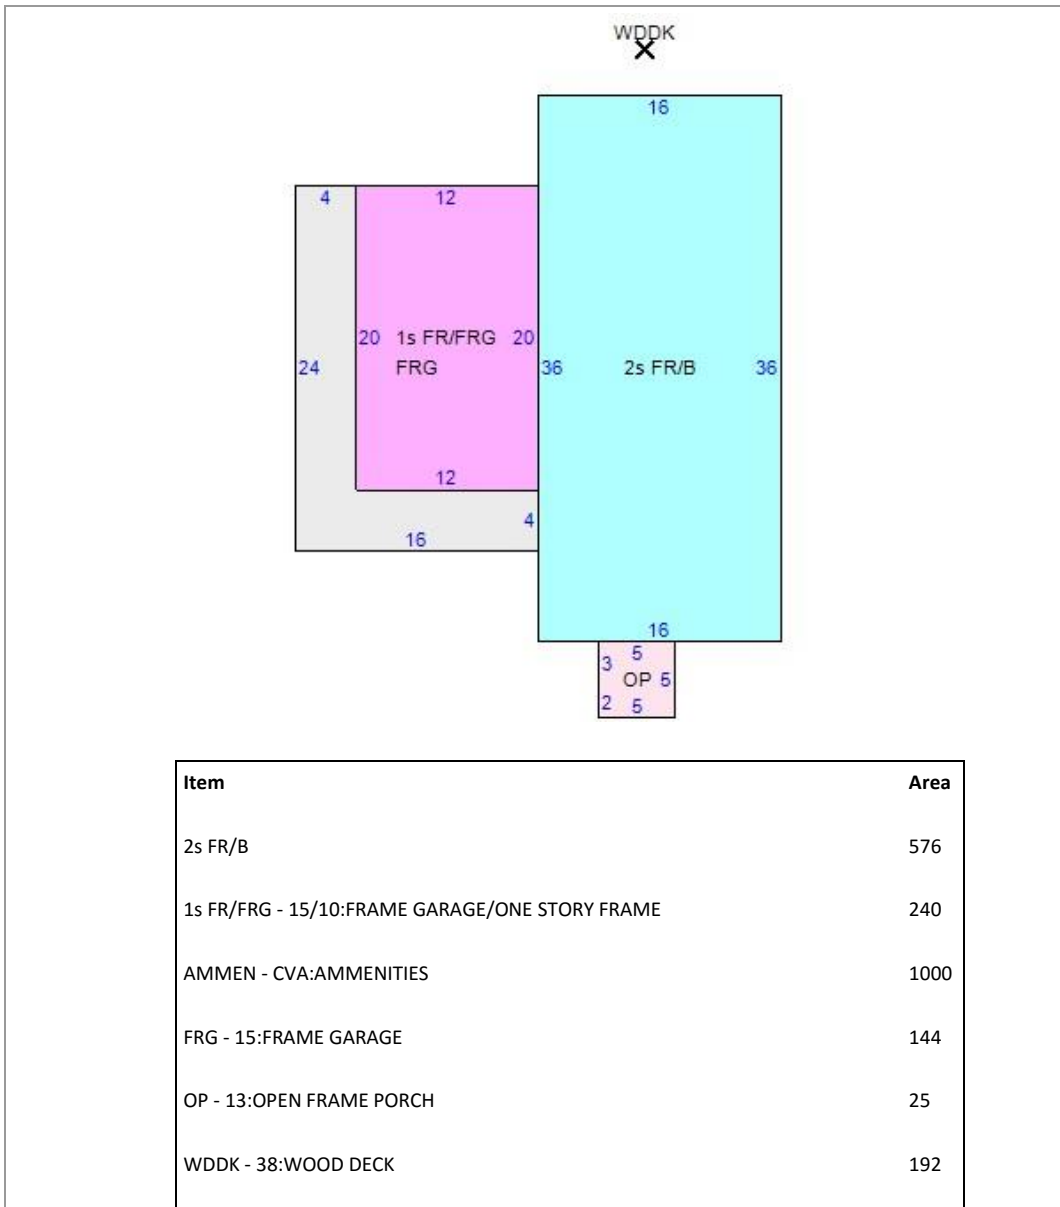 WDDK
16
4 12
20 1s FR/FRG 20
24 FRG 36 2s FR/B 36
12
4
16
16
3 5
OP 5
2 5
Item Area
2s FR/B 576
1s FR/FRG - 15/10:FRAME GARAGE/ONE STORY FRAME 240
AMMEN - CVA:AMMENITIES 1000
FRG - 15:FRAME GARAGE 144
OP - 13:OPEN FRAME PORCH 25
WDDK - 38:WOOD DECK 192